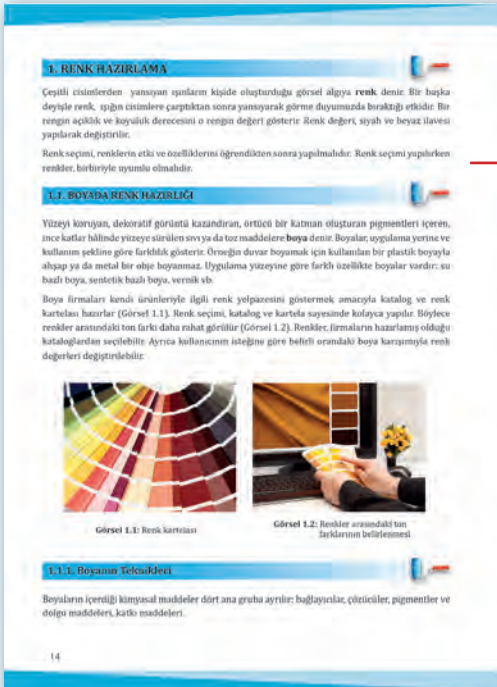 1. RENK HAZIRLAMA
Çeşitli cisimlerden yansıyan ışınların kişide oluşturduğu görsel algıya renk denir. Bir başka
deyişle renk, ışığın cisimlere çarptıktan sonra yansıyarak görme duyumuzda bıraktığı etkidir. Bir
rengin açıklık ve koyuluk derecesini o rengin değeri gösterir. Renk değeri, siyah ve beyaz ilavesi
yapılarak değiştirilir.
Renk seçimi, renklerin etki ve özelliklerini öğrendikten sonra yapılmalıdır. Renk seçimi yapılırken
renkler, birbiriyle uyumlu olmalıdır.
1.1. BOYADA RENK HAZIRLIĞI
Yüzeyi koruyan, dekoratif görüntü kazandıran, örtücü bir katman oluşturan pigmentleri içeren,
ince katlar hâlinde yüzeye sürülen sıvı ya da toz maddelere boya denir. Boyalar, uygulama yerine ve
kullanım şekline göre farklılık gösterir. Örneğin duvar boyamak için kullanılan bir plastik boyayla
ahşap ya da metal bir obje boyanmaz. Uygulama yüzeyine göre farklı özellikte boyalar vardır: su
bazlı boya, sentetik bazlı boya, vernik vb.
Boya firmaları kendi ürünleriyle ilgili renk yelpazesini göstermek amacıyla katalog ve renk
kartelası hazırlar (Görsel 1.1). Renk seçimi, katalog ve kartela sayesinde kolayca yapılır. Böylece
renkler arasındaki ton farkı daha rahat görülür (Görsel 1.2). Renkler, firmaların hazırlamış olduğu
kataloglardan seçilebilir. Ayrıca kullanıcının isteğine göre belirli orandaki boya karışımıyla renk
değerleri değiştirilebilir.
Görsel 1.1: Renk kartelası
Görsel 1.2: Renkler arasındaki ton
farklarının belirlenmesi
1.1.1. Boyanın Teknikleri
Boyaların içerdiği kimyasal maddeler dört ana gruba ayrılır: bağlayıcılar, çözücüler, pigmentler ve
dolgu maddeleri, katkı maddeleri.
14